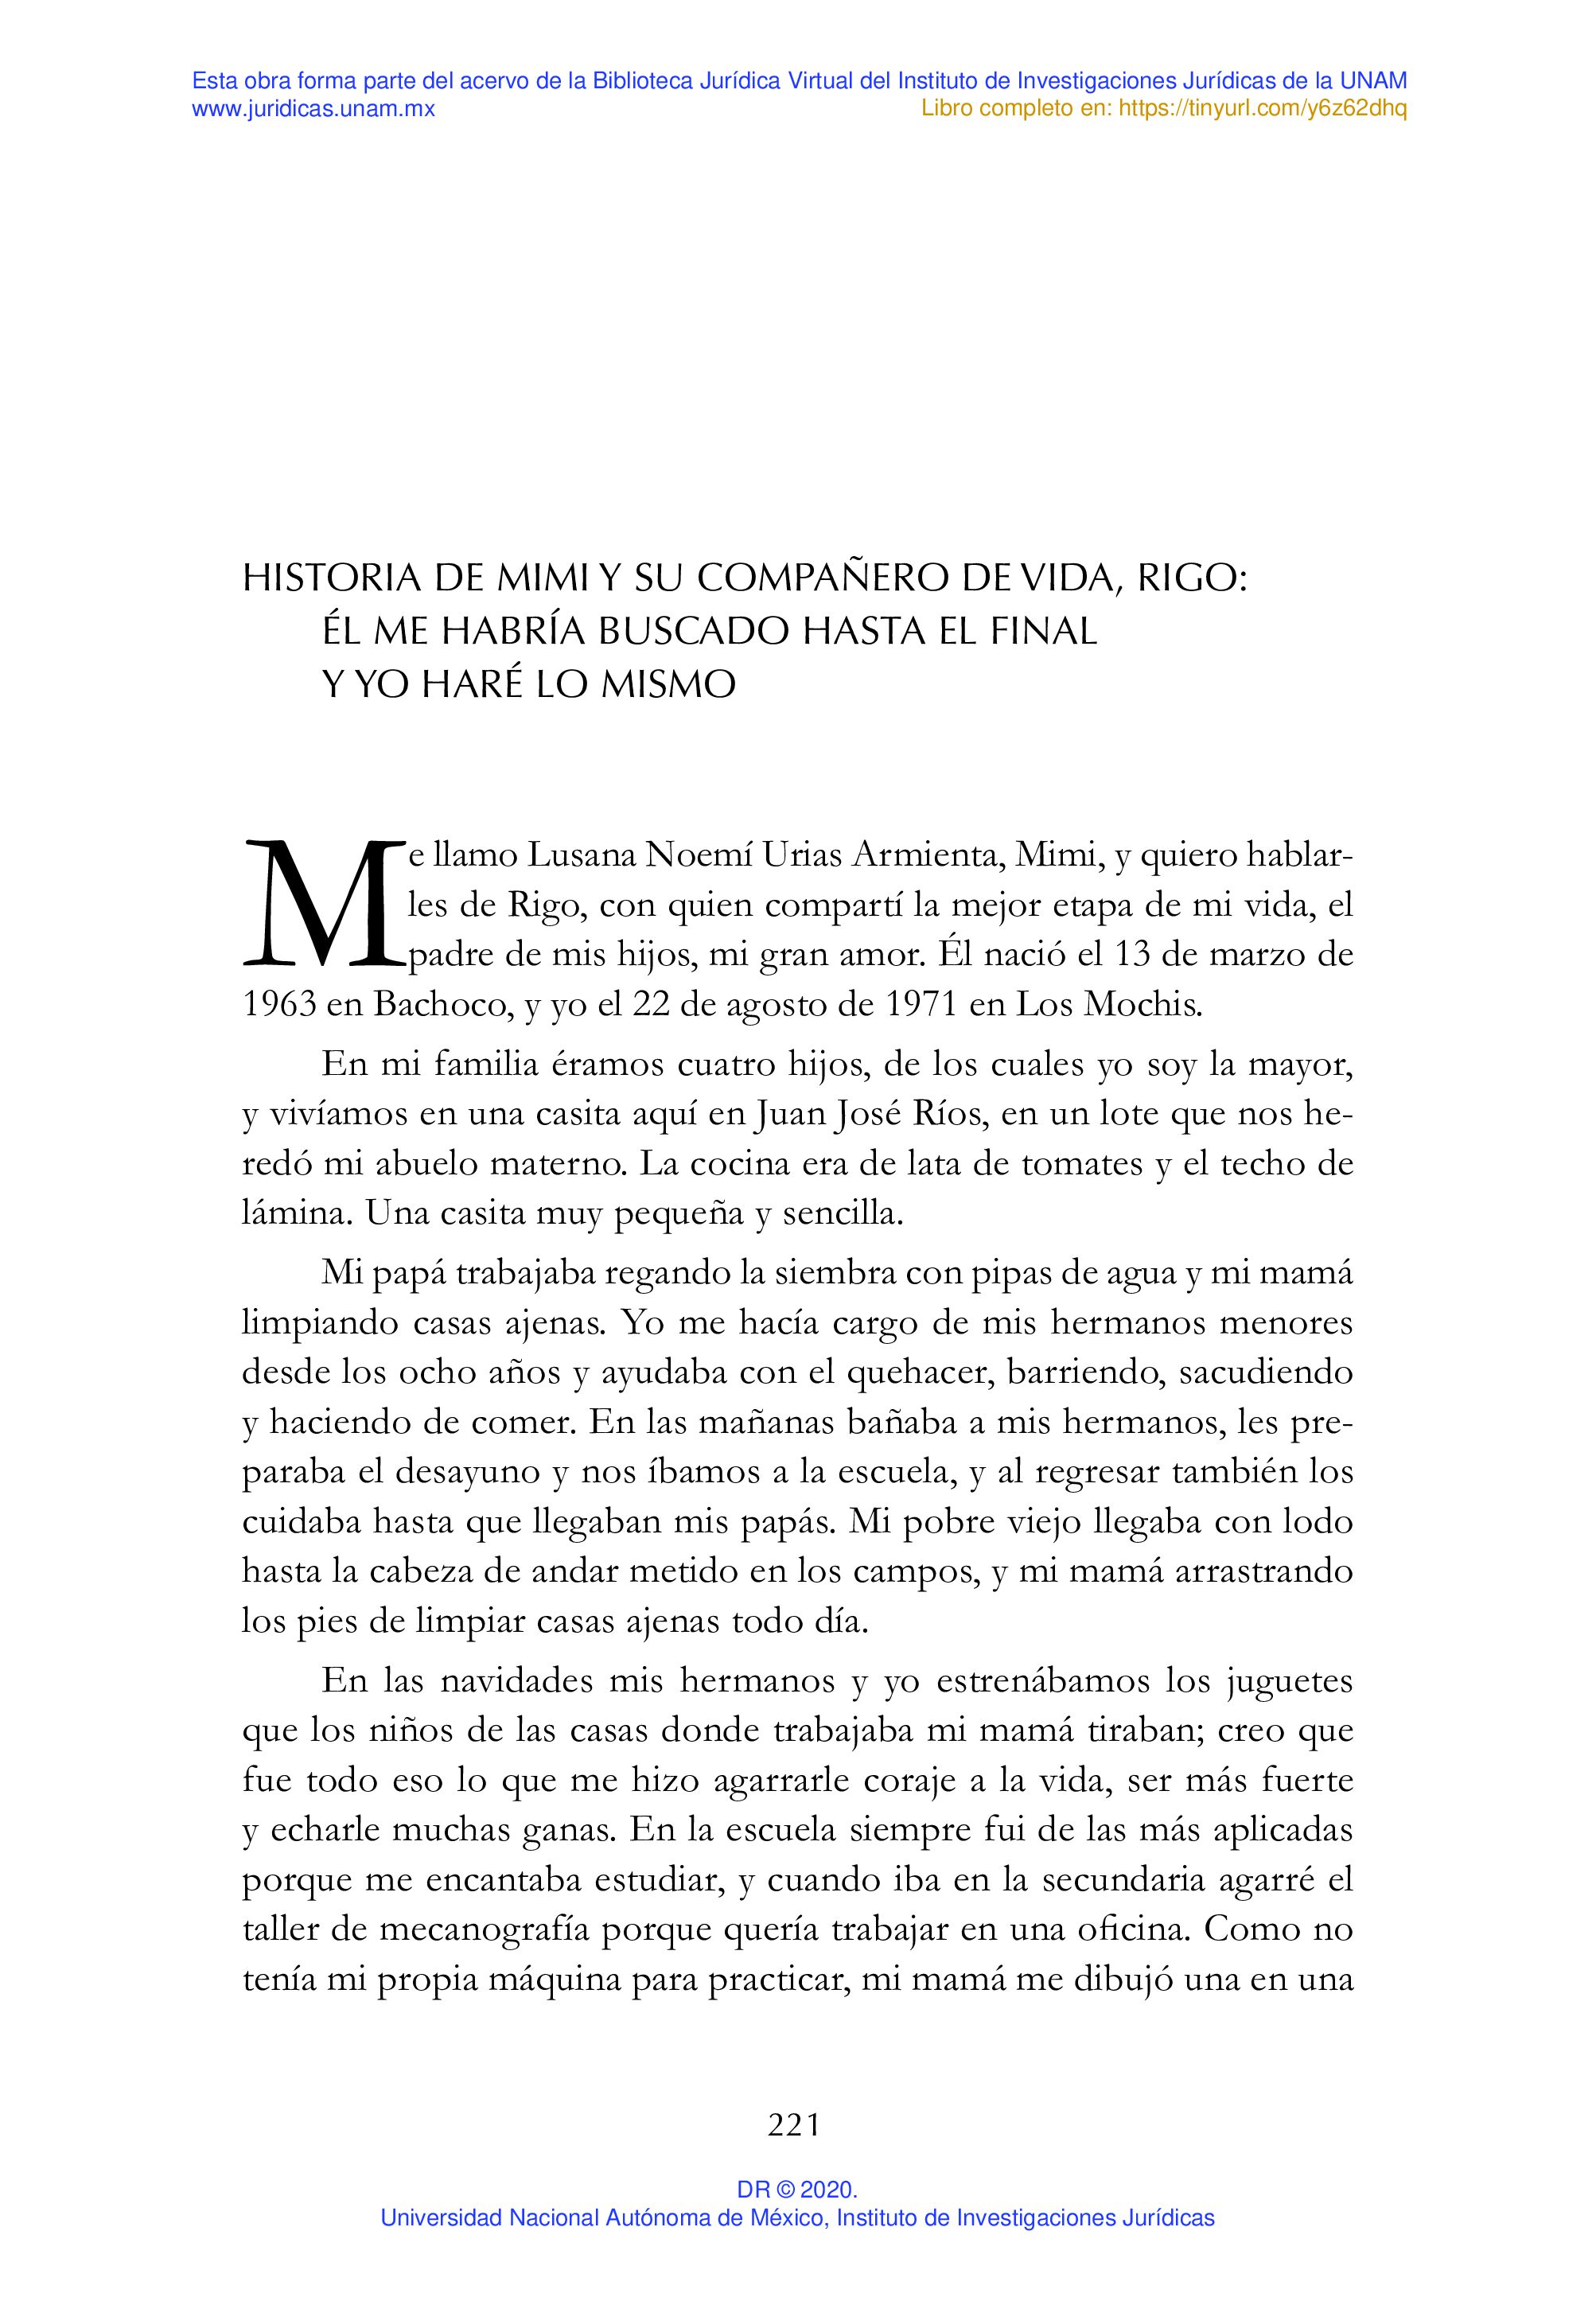 Esta obra forma parte del acervo de la Biblioteca Jurídica Virtual del Instituto de Investigaciones Jurídicas de la UNAM
www.juridicas.unam.mx Libro completo en: https://tinyurl.com/y6z62dhq
HISTORIA DE MIMI Y SU COMPAÑERO DE VIDA, RIGO:
ÉL ME HABRÍA BUSCADO HASTA EL FINAL
Y YO HARÉ LO MISMO
Me llamo Lusana Noemí Urias Armienta, Mimi, y quiero hablar-
les de Rigo, con quien compartí la mejor etapa de mi vida, el
padre de mis hijos, mi gran amor. Él nació el 13 de marzo de
1963 en Bachoco, y yo el 22 de agosto de 1971 en Los Mochis.
En mi familia éramos cuatro hijos, de los cuales yo soy la mayor,
y vivíamos en una casita aquí en Juan José Ríos, en un lote que nos he-
redó mi abuelo materno. La cocina era de lata de tomates y el techo de
lámina. Una casita muy pequeña y sencilla.
Mi papá trabajaba regando la siembra con pipas de agua y mi mamá
limpiando casas ajenas. Yo me hacía cargo de mis hermanos menores
desde los ocho años y ayudaba con el quehacer, barriendo, sacudiendo
y haciendo de comer. En las mañanas bañaba a mis hermanos, les pre-
paraba el desayuno y nos íbamos a la escuela, y al regresar también los
cuidaba hasta que llegaban mis papás. Mi pobre viejo llegaba con lodo
hasta la cabeza de andar metido en los campos, y mi mamá arrastrando
los pies de limpiar casas ajenas todo día.
En las navidades mis hermanos y yo estrenábamos los juguetes
que los niños de las casas donde trabajaba mi mamá tiraban; creo que
fue todo eso lo que me hizo agarrarle coraje a la vida, ser más fuerte
y echarle muchas ganas. En la escuela siempre fui de las más aplicadas
porque me encantaba estudiar, y cuando iba en la secundaria agarré el
taller de mecanografía porque quería trabajar en una oficina. Como no
tenía mi propia máquina para practicar, mi mamá me dibujó una en una
221
DR © 2020.
Universidad Nacional Autónoma de México, Instituto de Investigaciones Jurídicas